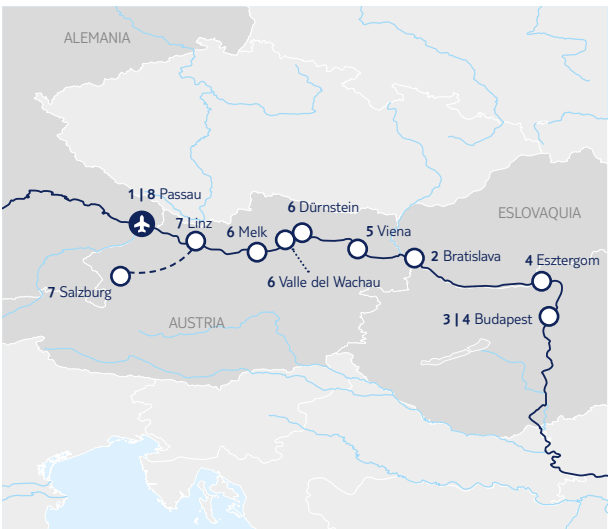 ALEMANIA
1 | 8 Passau
6 Dürnstein
7 Linz
6 Melk
5 Viena
ESLOVAQUIA
2 Bratislava
4 Esztergom
6 Valle del Wachau
7 Salzburg
AUSTRIA
3 | 4 Budapest